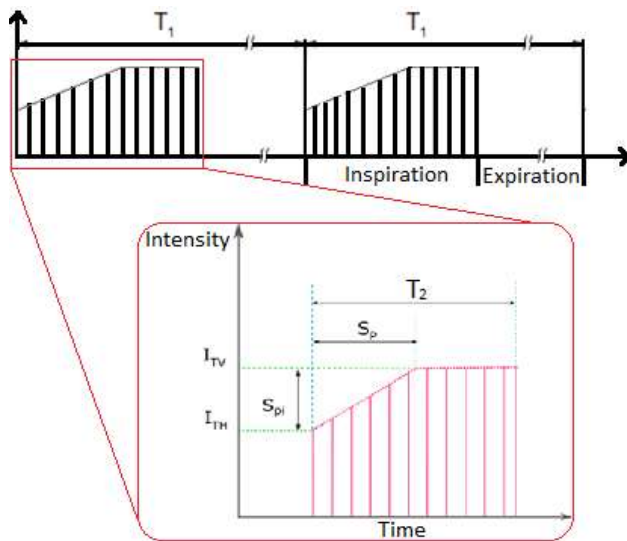 T1 T1
Inspiration Expiration
Intensity
T2
Sp
ITV
Spi
ITH
Time